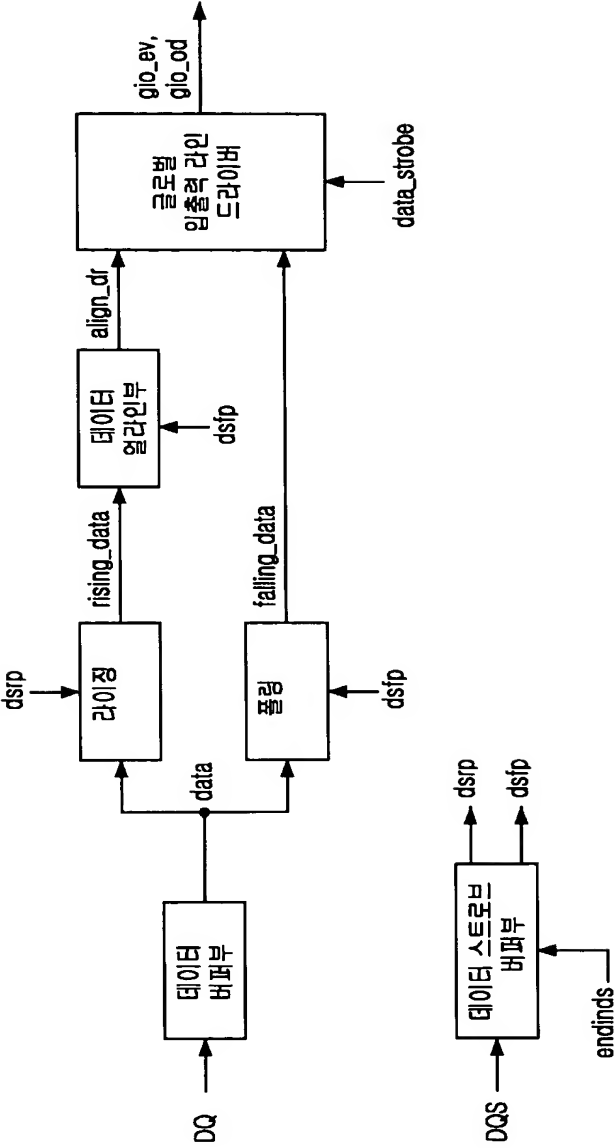 DQ
데이터
버퍼부
data
dsrp
라이징
rising_data
데이터
얼라인부
dsfp
align_dr
폴링
dsfp
falling_data
글로벌
입출력 라인
드라이버
data_strobe
gio_ev,
gio_od
DQS
데이터 스트로브
버퍼부
endinds
dsrp
dsfp